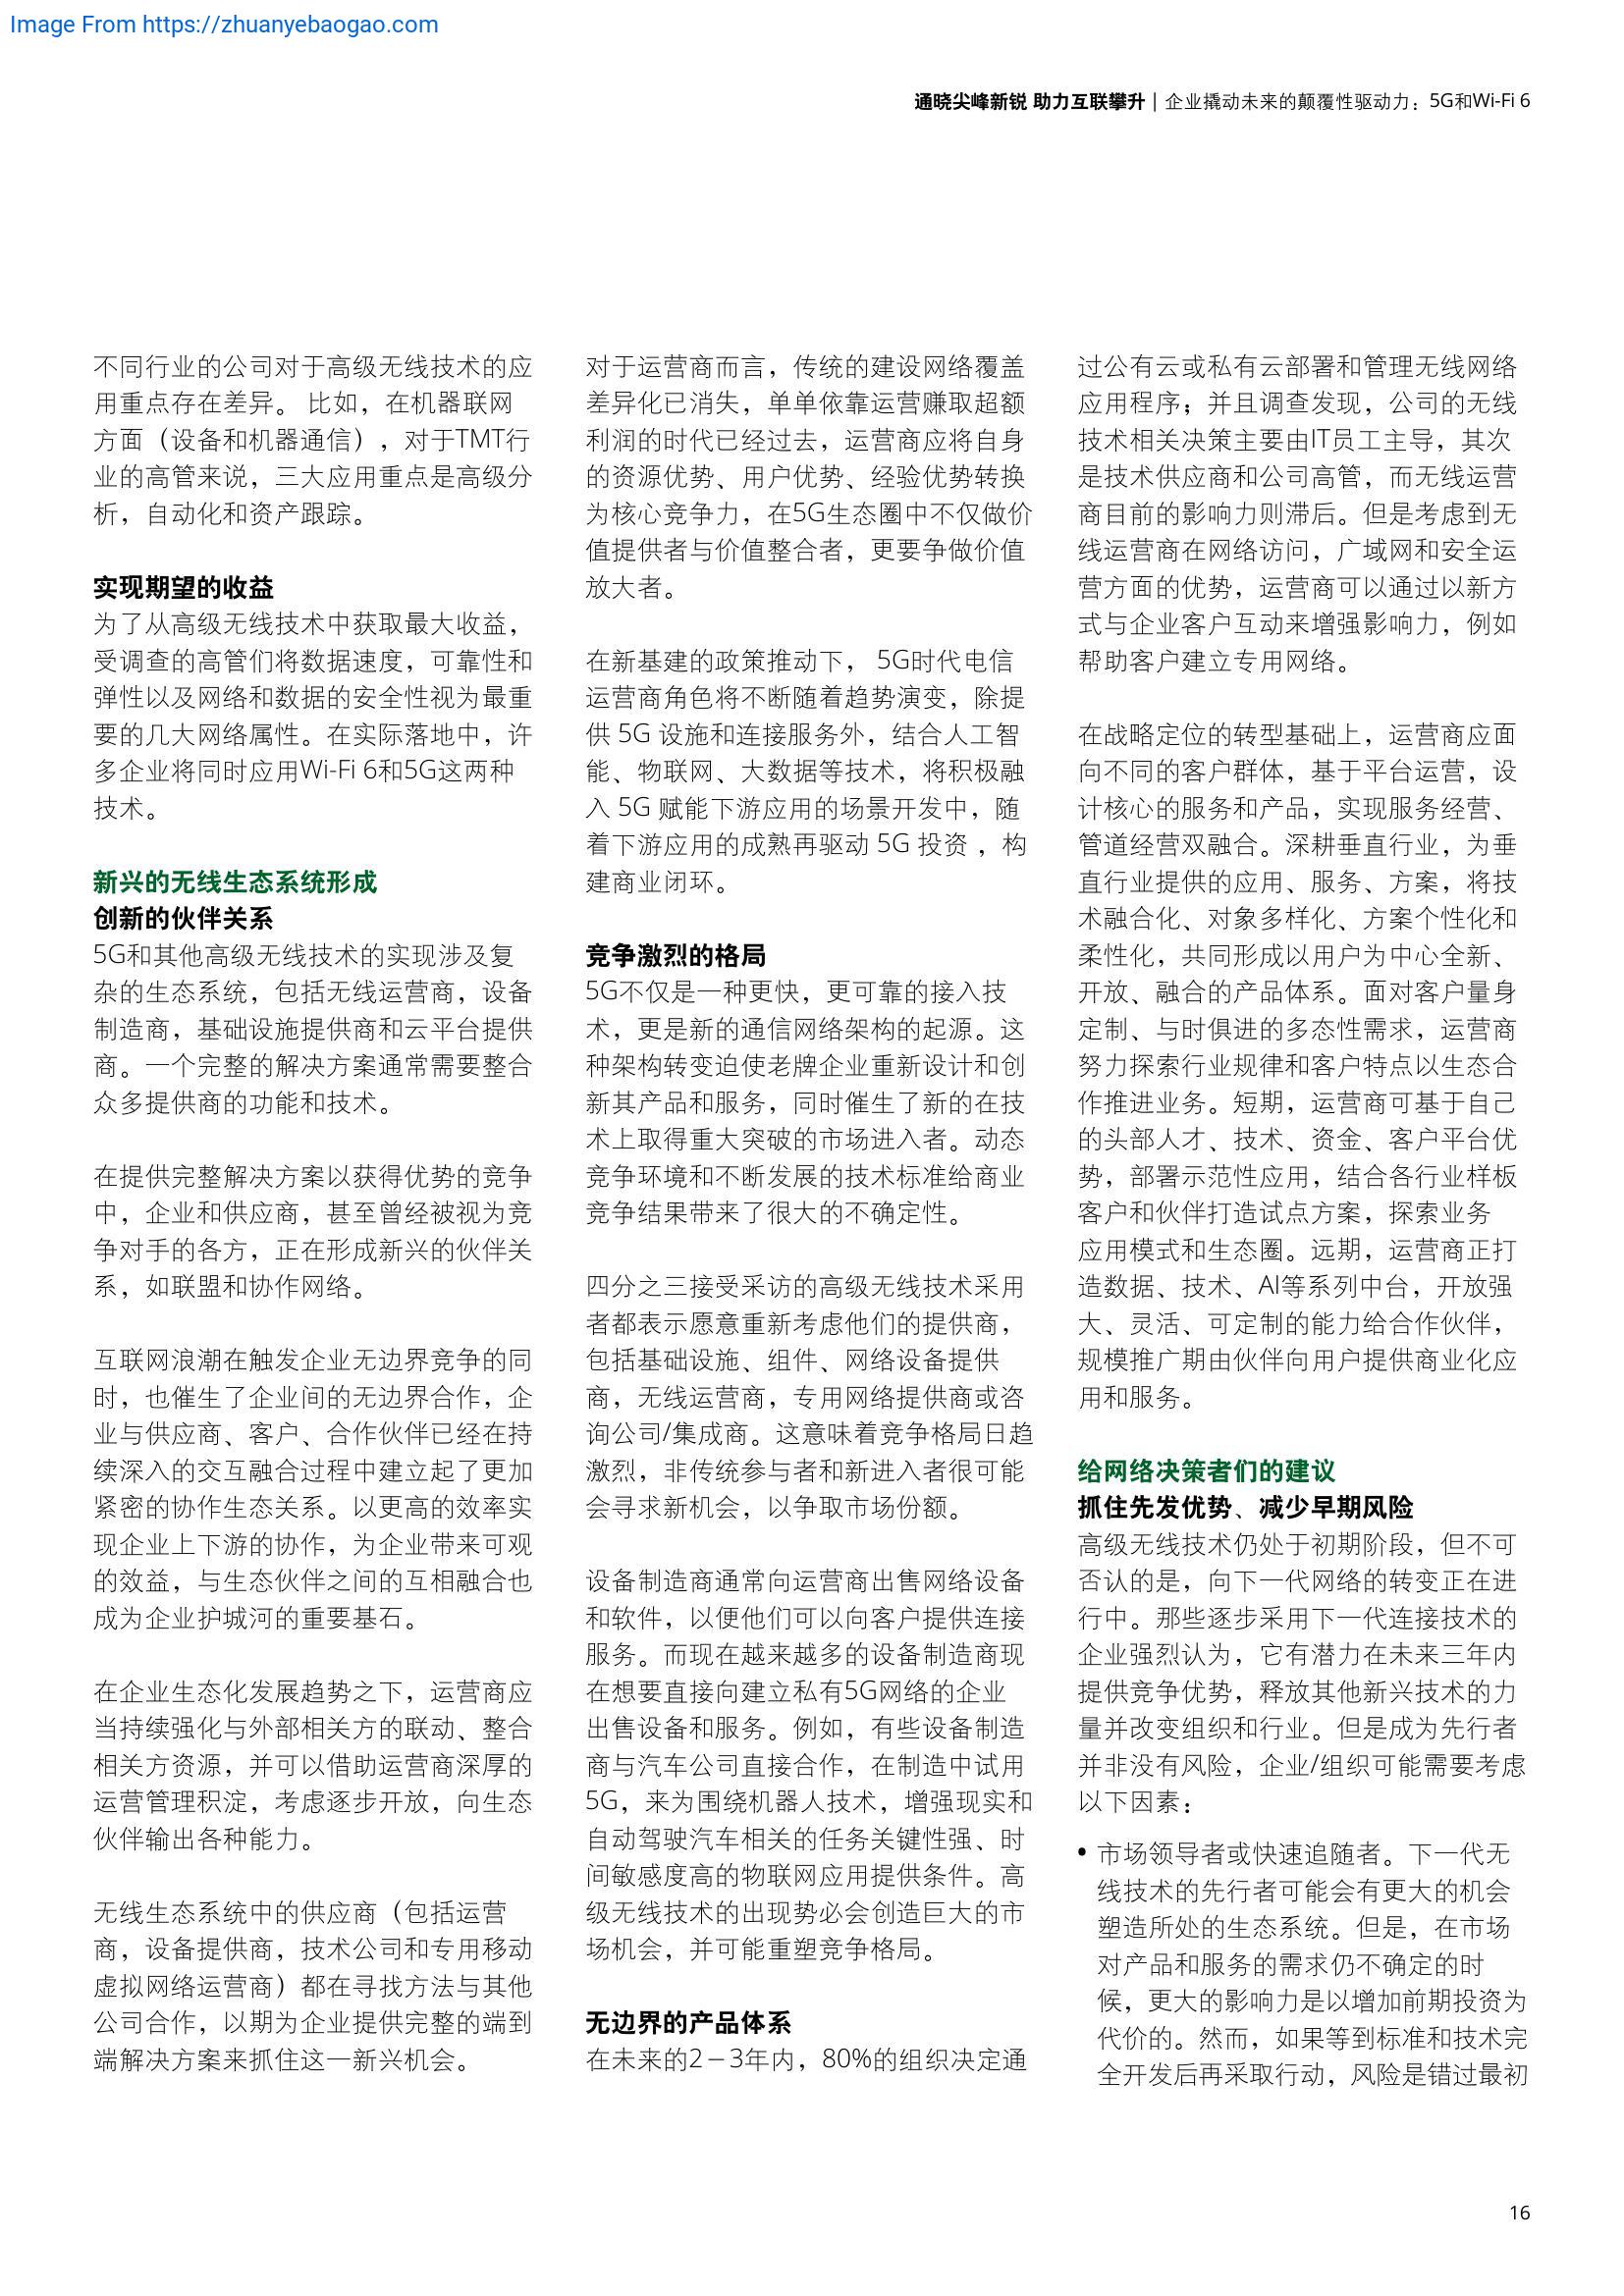 Image From https://zhuanyebaogao.com
通晓尖峰新锐 助力互联攀升 | 企业撬动未来的颠覆性驱动力：5G和Wi-Fi 6
不同行业的公司对于高级无线技术的应
用重点存在差异。 比如，在机器联网
方面（设备和机器通信），对于TMT行
业的高管来说，三大应用重点是高级分
析，自动化和资产跟踪。
实现期望的收益
为了从高级无线技术中获取最大收益，
受调查的高管们将数据速度，可靠性和
弹性以及网络和数据的安全性视为最重
要的几大网络属性。在实际落地中，许
多企业将同时应用Wi-Fi 6和5G这两种
技术。
新兴的无线生态系统形成
创新的伙伴关系
5G和其他高级无线技术的实现涉及复
杂的生态系统，包括无线运营商，设备
制造商，基础设施提供商和云平台提供
商。一个完整的解决方案通常需要整合
众多提供商的功能和技术。
在提供完整解决方案以获得优势的竞争
中，企业和供应商，甚至曾经被视为竞
争对手的各方，正在形成新兴的伙伴关
系，如联盟和协作网络。
互联网浪潮在触发企业无边界竞争的同
时，也催生了企业间的无边界合作，企
业与供应商、客户、合作伙伴已经在持
续深入的交互融合过程中建立起了更加
紧密的协作生态关系。以更高的效率实
现企业上下游的协作，为企业带来可观
的效益，与生态伙伴之间的互相融合也
成为企业护城河的重要基石。
在企业生态化发展趋势之下，运营商应
当持续强化与外部相关方的联动、整合
相关方资源，并可以借助运营商深厚的
运营管理积淀，考虑逐步开放，向生态
伙伴输出各种能力。
无线生态系统中的供应商（包括运营
商，设备提供商，技术公司和专用移动
虚拟网络运营商）都在寻找方法与其他
公司合作，以期为企业提供完整的端到
端解决方案来抓住这一新兴机会。
对于运营商而言，传统的建设网络覆盖
差异化已消失，单单依靠运营赚取超额
利润的时代已经过去，运营商应将自身
的资源优势、用户优势、经验优势转换
为核心竞争力，在5G生态圈中不仅做价
值提供者与价值整合者，更要争做价值
放大者。
在新基建的政策推动下， 5G时代电信
运营商角色将不断随着趋势演变，除提
供 5G 设施和连接服务外，结合人工智
能、物联网、大数据等技术，将积极融
入 5G 赋能下游应用的场景开发中，随
着下游应用的成熟再驱动 5G 投资 ，构
建商业闭环。
竞争激烈的格局
5G不仅是一种更快，更可靠的接入技
术，更是新的通信网络架构的起源。这
种架构转变迫使老牌企业重新设计和创
新其产品和服务，同时催生了新的在技
术上取得重大突破的市场进入者。动态
竞争环境和不断发展的技术标准给商业
竞争结果带来了很大的不确定性。
四分之三接受采访的高级无线技术采用
者都表示愿意重新考虑他们的提供商，
包括基础设施、组件、网络设备提供
商，无线运营商，专用网络提供商或咨
询公司/集成商。这意味着竞争格局日趋
激烈，非传统参与者和新进入者很可能
会寻求新机会，以争取市场份额。
设备制造商通常向运营商出售网络设备
和软件，以便他们可以向客户提供连接
服务。而现在越来越多的设备制造商现
在想要直接向建立私有5G网络的企业
出售设备和服务。例如，有些设备制造
商与汽车公司直接合作，在制造中试用
5G，来为围绕机器人技术，增强现实和
自动驾驶汽车相关的任务关键性强、时
间敏感度高的物联网应用提供条件。高
级无线技术的出现势必会创造巨大的市
场机会，并可能重塑竞争格局。
无边界的产品体系
在未来的2－3年内，80%的组织决定通
过公有云或私有云部署和管理无线网络
应用程序；并且调查发现，公司的无线
技术相关决策主要由IT员工主导，其次
是技术供应商和公司高管，而无线运营
商目前的影响力则滞后。但是考虑到无
线运营商在网络访问，广域网和安全运
营方面的优势，运营商可以通过以新方
式与企业客户互动来增强影响力，例如
帮助客户建立专用网络。
在战略定位的转型基础上，运营商应面
向不同的客户群体，基于平台运营，设
计核心的服务和产品，实现服务经营、
管道经营双融合。深耕垂直行业，为垂
直行业提供的应用、服务、方案，将技
术融合化、对象多样化、方案个性化和
柔性化，共同形成以用户为中心全新、
开放、融合的产品体系。面对客户量身
定制、与时俱进的多态性需求，运营商
努力探索行业规律和客户特点以生态合
作推进业务。短期，运营商可基于自己
的头部人才、技术、资金、客户平台优
势，部署示范性应用，结合各行业样板
客户和伙伴打造试点方案，探索业务
应用模式和生态圈。远期，运营商正打
造数据、技术、AI等系列中台，开放强
大、灵活、可定制的能力给合作伙伴，
规模推广期由伙伴向用户提供商业化应
用和服务。
给网络决策者们的建议
抓住先发优势、减少早期风险
高级无线技术仍处于初期阶段，但不可
否认的是，向下一代网络的转变正在进
行中。那些逐步采用下一代连接技术的
企业强烈认为，它有潜力在未来三年内
提供竞争优势，释放其他新兴技术的力
量并改变组织和行业。但是成为先行者
并非没有风险，企业/组织可能需要考虑
以下因素：
• 市场领导者或快速追随者。下一代无
线技术的先行者可能会有更大的机会
塑造所处的生态系统。但是，在市场
对产品和服务的需求仍不确定的时
候，更大的影响力是以增加前期投资为
代价的。然而，如果等到标准和技术完
全开发后再采取行动，风险是错过最初
16